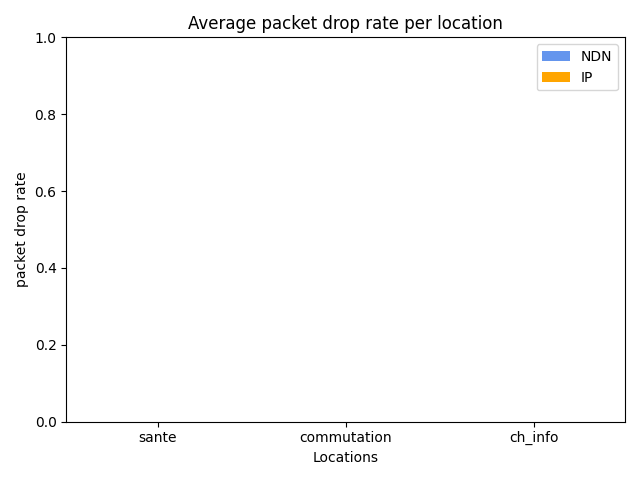 Average packet drop rate per location
NDN
IP
packet drop rate
1.0
0.8
0.6
0.4
0.2
0.0
sante
commutation
ch_info
Locations